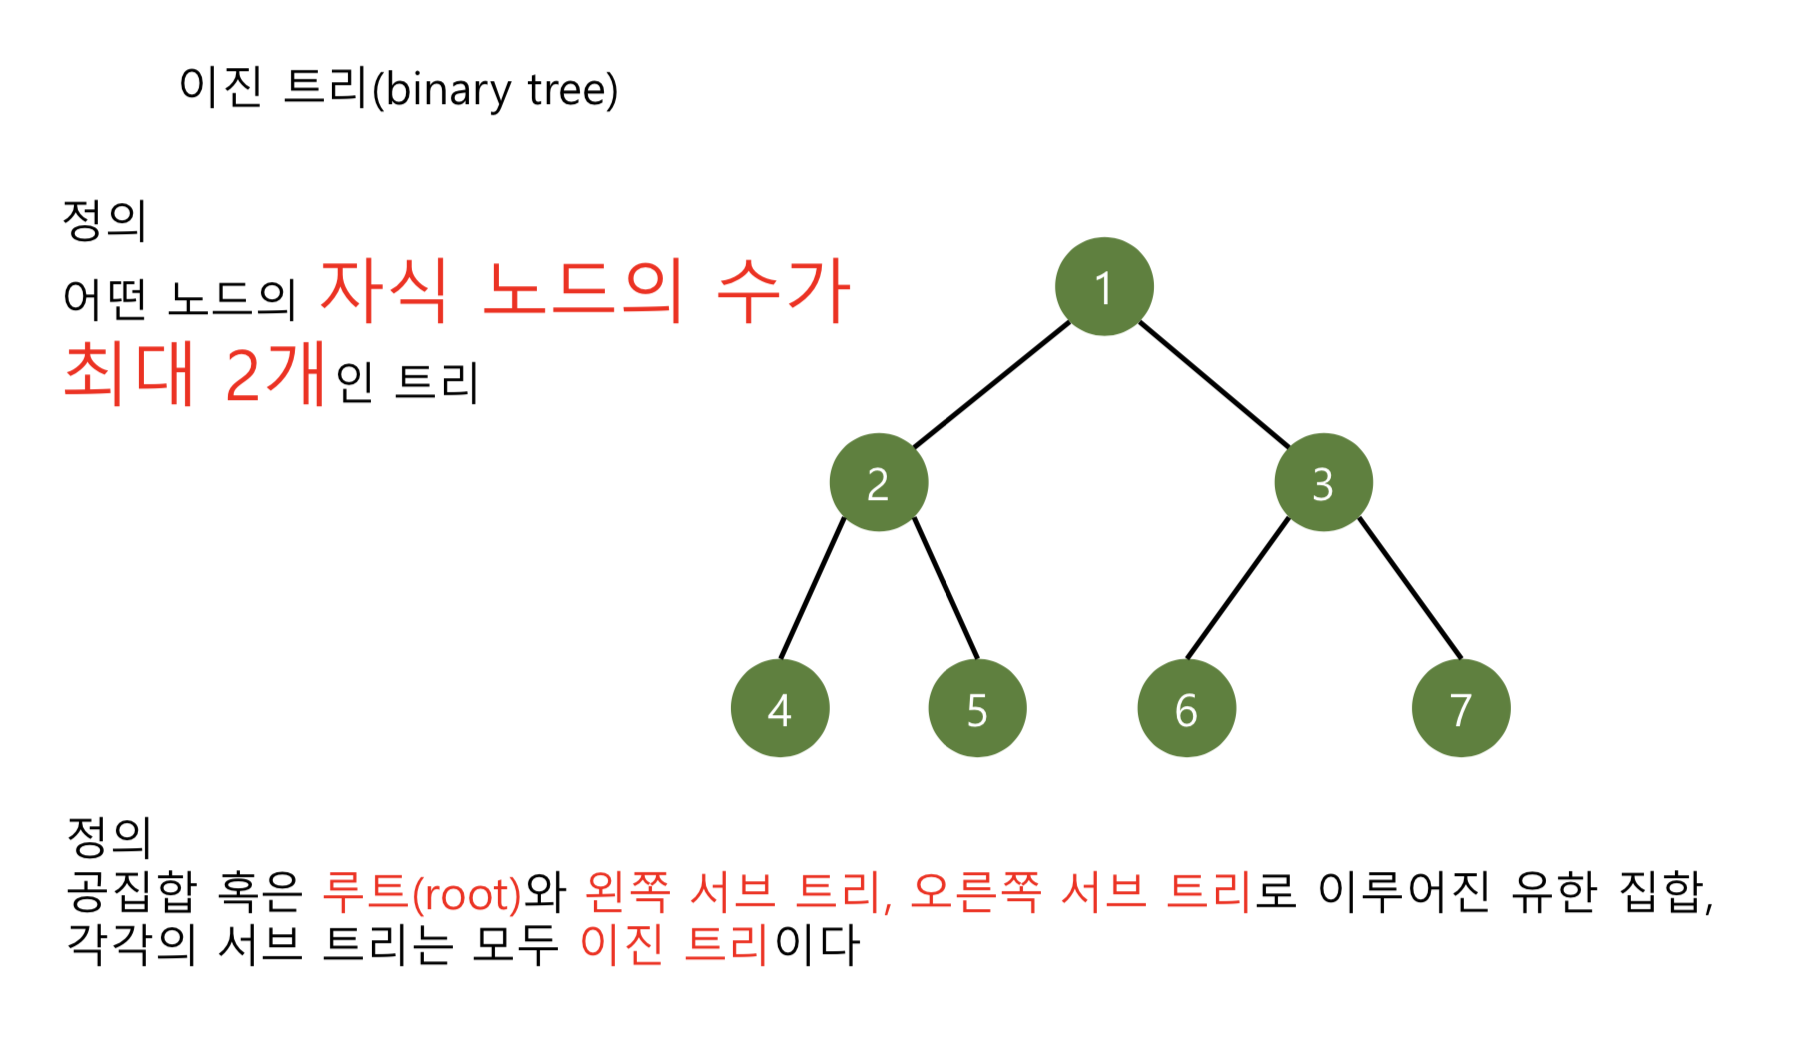 이진 트리(binary tree)
정의
어떤 노드의 자식 노드의 수가
최대 2개인 트리
1
2
3
4
5
6
7
정의
공집합 혹은 루트(root)와 왼쪽 서브 트리, 오른쪽 서브 트리로 이루어진 유한 집합,
각각의 서브 트리는 모두 이진 트리이다